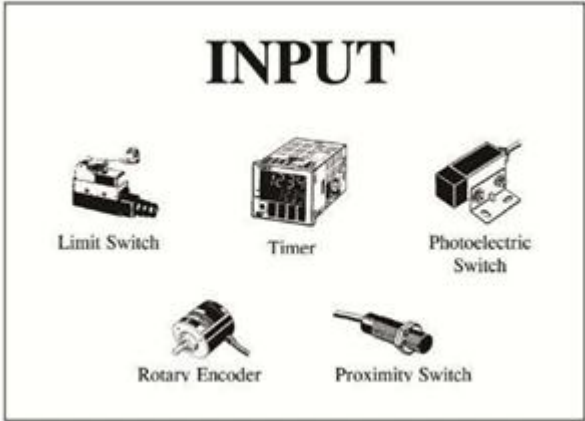 INPUT
Limit Switch
Timer
Photoelectric
Switch
Rotary Encoder
Proximity Switch